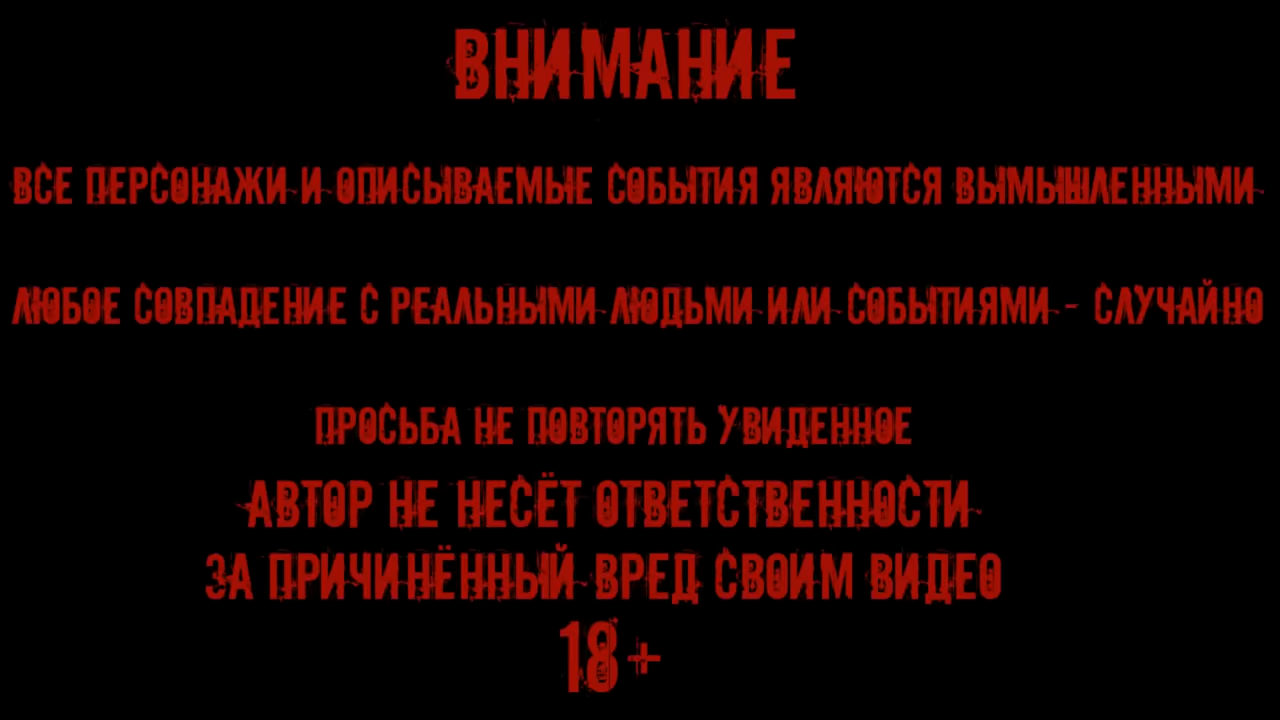 ВНИМАНИЕ
ВСЕ ПЕРСОНАЖИ И ОПИСЫВАЕМЫЕ СОБЫТИЯ ЯВЛЯЮТСЯ ВЫМЫШЛЕННЫМИ
ЛЮБОЕ СОВПАДЕНИЕ С РЕАЛЬНЫМИ ЛЮДЬМИ ИЛИ СОБЫТИЯМИ - СЛУЧАЙНО
ПРОСЬБА НЕ ПОВТОРЯТЬ УВИДЕННОЕ
АВТОР НЕ НЕСЁТ ОТВЕТСТВЕННОСТИ
ЗА ПРИЧИНЁННЫЙ ВРЕД СВОИМ ВИДЕО
18+